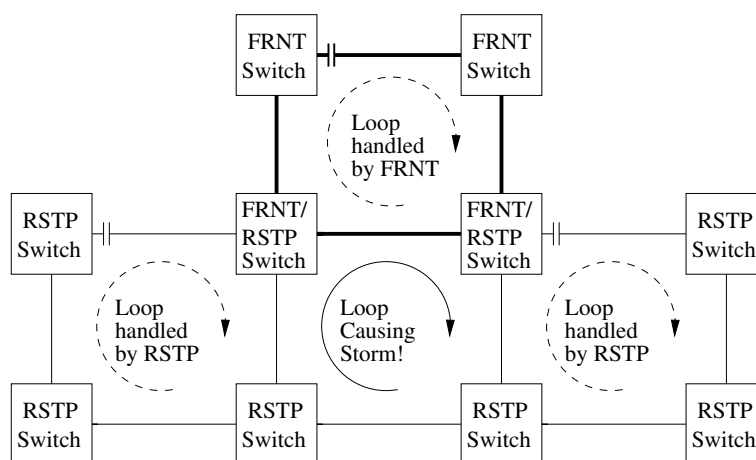 FRNT
Switch
FRNT
Switch
Loop
handled
by FRNT
RSTP
Switch
FRNT/
RSTP
Switch
FRNT/
RSTP
Switch
RSTP
Switch
Loop
handled
by RSTP
Loop
Causing
Storm!
Loop
handled
by RSTP
RSTP
Switch
RSTP
Switch
RSTP
Switch
RSTP
Switch